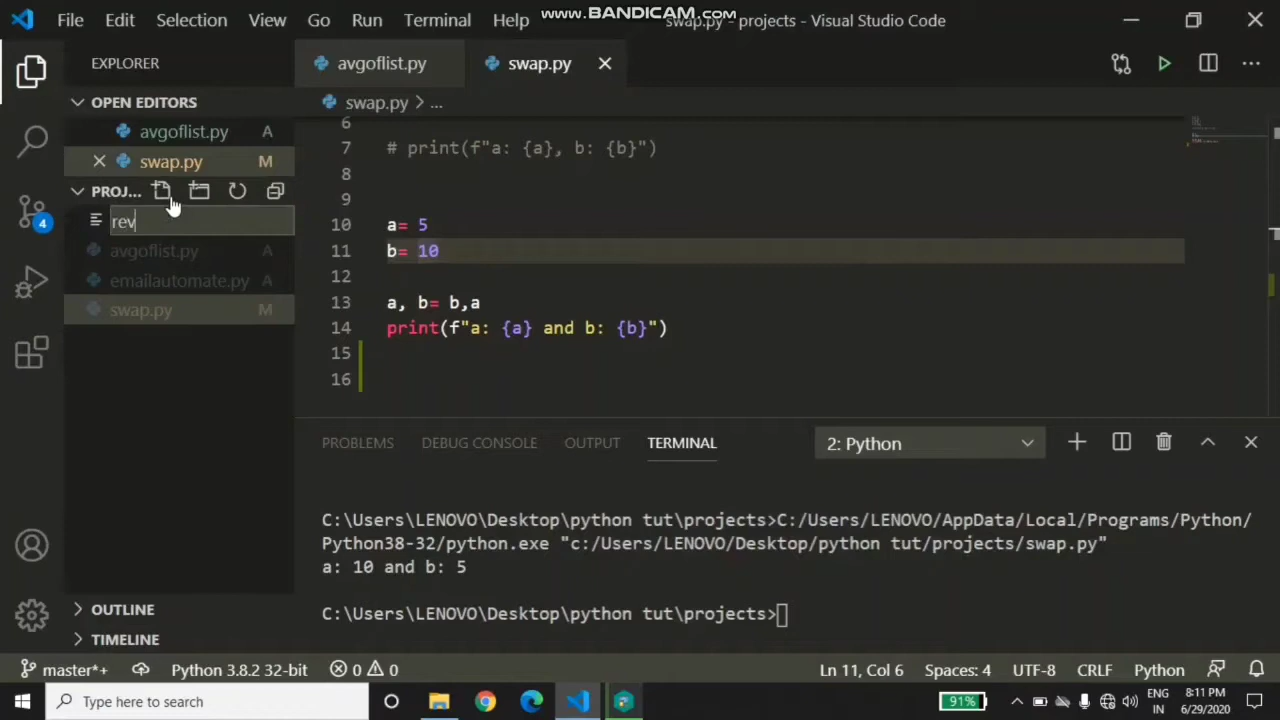 File Edit Selection View Go Run Terminal Help
www.BANDICAM.com
swap.py - projects - Visual Studio Code
EXPLORER
avgoflist.py
swap.py
OPEN EDITORS
swap.py > ...
avgoflist.py A
swap.py M
PROJ...
rev
avgoflist.py A
emailautomate.py A
swap.py M
4
6
7 # print(f"a: {a}, b: {b}")
8
9
10 a= 5
11 b= 10
12
13 a, b= b,a
14 print(f"a: {a} and b: {b}")
15
16
PROBLEMS DEBUG CONSOLE OUTPUT TERMINAL 2: Python
C:\Users\LENOVO\Desktop\python tut\projects>C:/Users/LENOVO/AppData/Local/Programs/Python/
Python38-32/python.exe "c:/Users/LENOVO/Desktop/python tut/projects/swap.py"
a: 10 and b: 5
C:\Users\LENOVO\Desktop\python tut\projects>
OUTLINE
TIMELINE
master*+ Python 3.8.2 32-bit 0 0 Ln 11, Col 6 Spaces: 4 UTF-8 CRLF Python
Type here to search
91%
ENG
IN
8:11 PM
6/29/2020